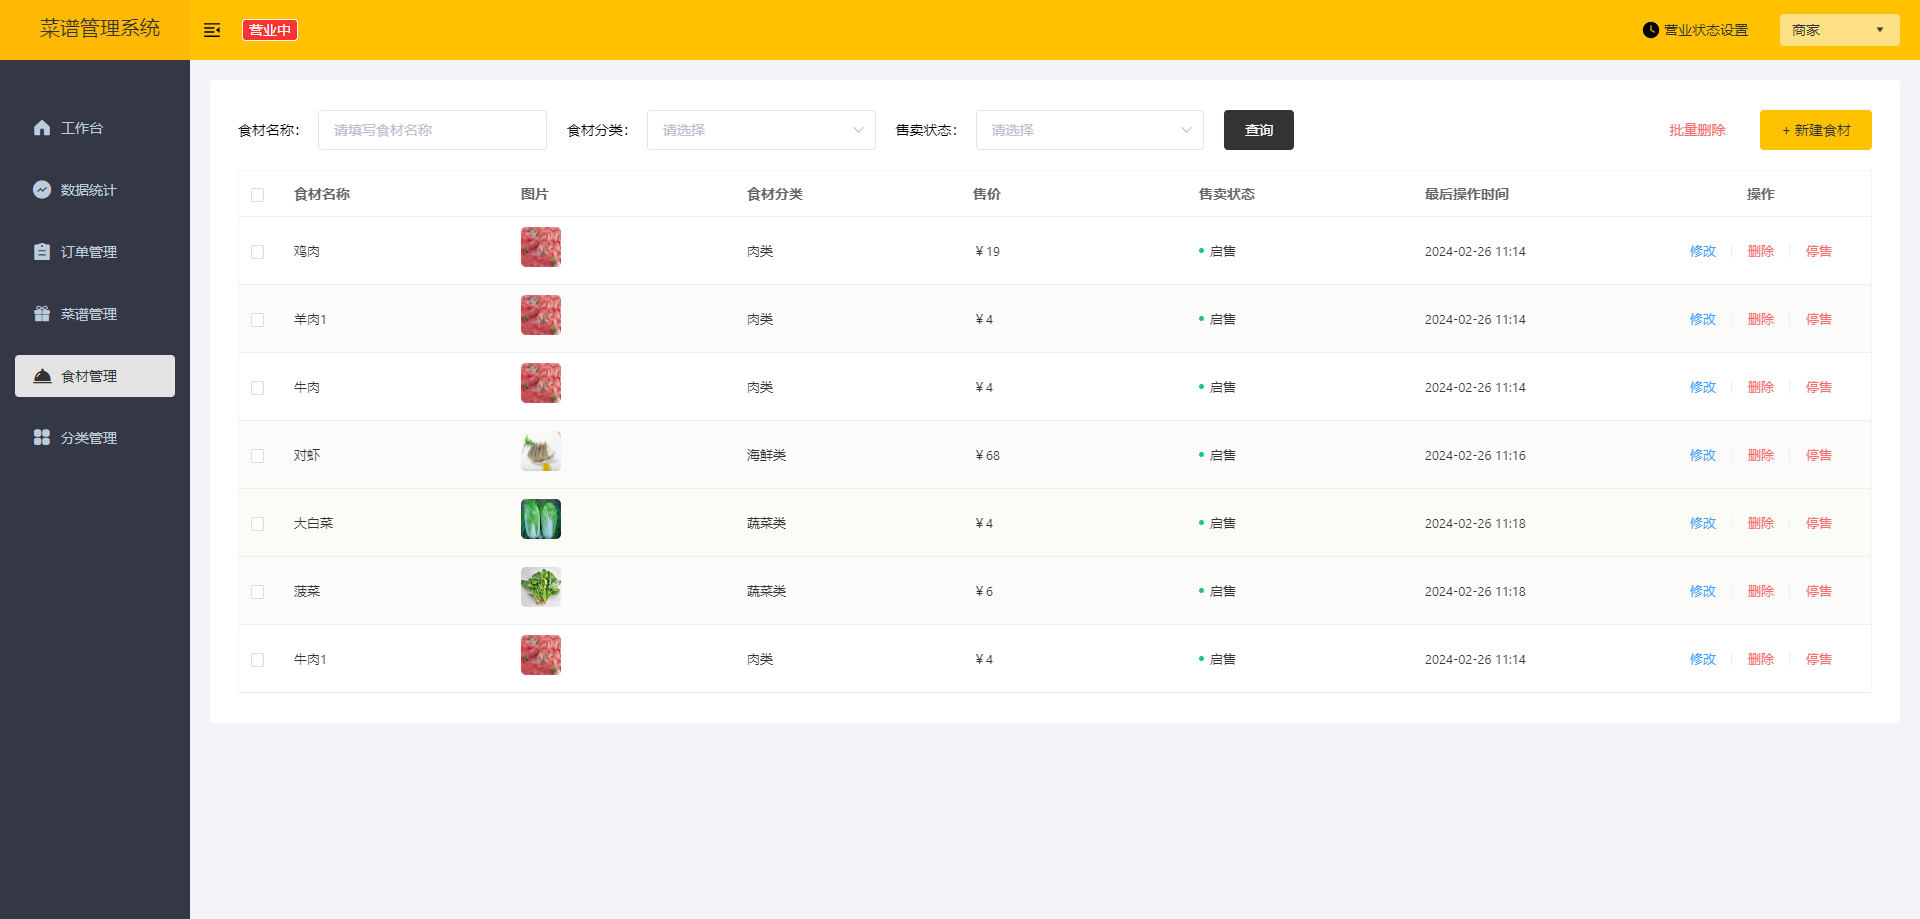 菜谱管理系统
营业中
营业状态设置
商家
工作台
数据统计
订单管理
菜谱管理
食材管理
分类管理
食材名称: 请填写食材名称 食材分类: 请选择 售卖状态: 请选择 查询 批量删除 + 新建食材
食材名称 图片 食材分类 售价 售卖状态 最后操作时间 操作
鸡肉 肉类 ￥19 启售 2024-02-26 11:14 修改 删除 停售
羊肉1 肉类 ￥4 启售 2024-02-26 11:14 修改 删除 停售
牛肉 肉类 ￥4 启售 2024-02-26 11:14 修改 删除 停售
对虾 海鲜类 ￥68 启售 2024-02-26 11:16 修改 删除 停售
大白菜 蔬菜类 ￥4 启售 2024-02-26 11:18 修改 删除 停售
菠菜 蔬菜类 ￥6 启售 2024-02-26 11:18 修改 删除 停售
牛肉1 肉类 ￥4 启售 2024-02-26 11:14 修改 删除 停售